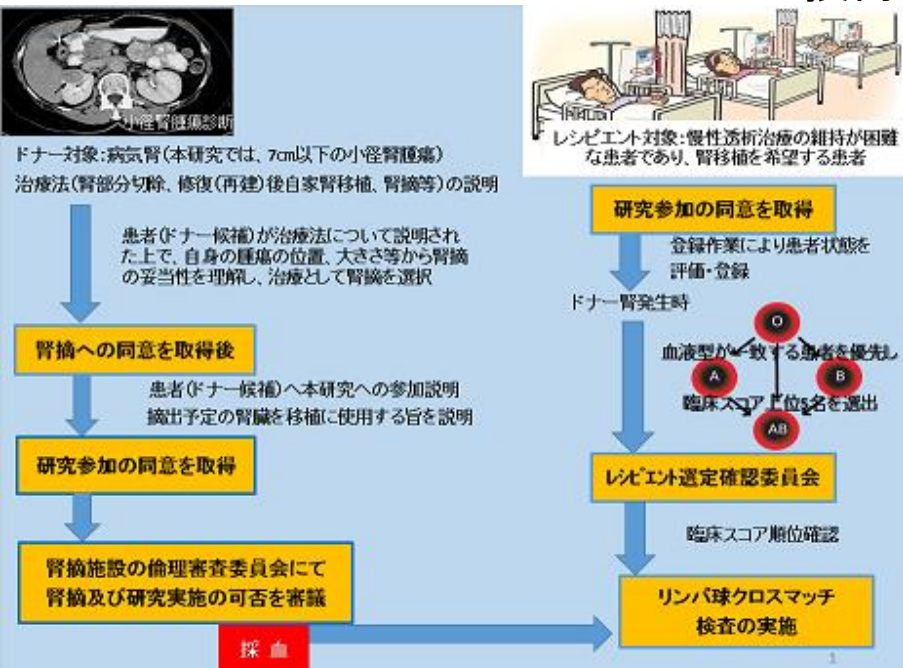 小径腎腫瘍診断
ドナー対象:病気腎(本研究では、7cm以下の小径腎腫瘍)
治療法(腎部分切除、修復(再建)後自家腎移植、腎摘等)の説明
患者(ドナー候補)が治療法について説明され
た上で、自身の腫瘍の位置、大きさ等から腎摘
の妥当性を理解し、治療として腎摘を選択
腎摘への同意を取得後
患者(ドナー候補)へ本研究への参加説明
摘出予定の腎臓を移植に使用する旨を説明
研究参加の同意を取得
腎摘施設の倫理審査委員会にて
腎摘及び研究実施の可否を審議
採血
レシピエント対象:慢性透析治療の維持が困難
な患者であり、腎移植を希望する患者
研究参加の同意を取得
登録作業により患者状態を
評価・登録
ドナー腎発生時
O
血液型が一致する患者を優先し
A
B
臨床スコア上位5名を選出
AB
レシピエント選定確認委員会
臨床スコア順位確認
リンパ球クロスマッチ
検査の実施
1